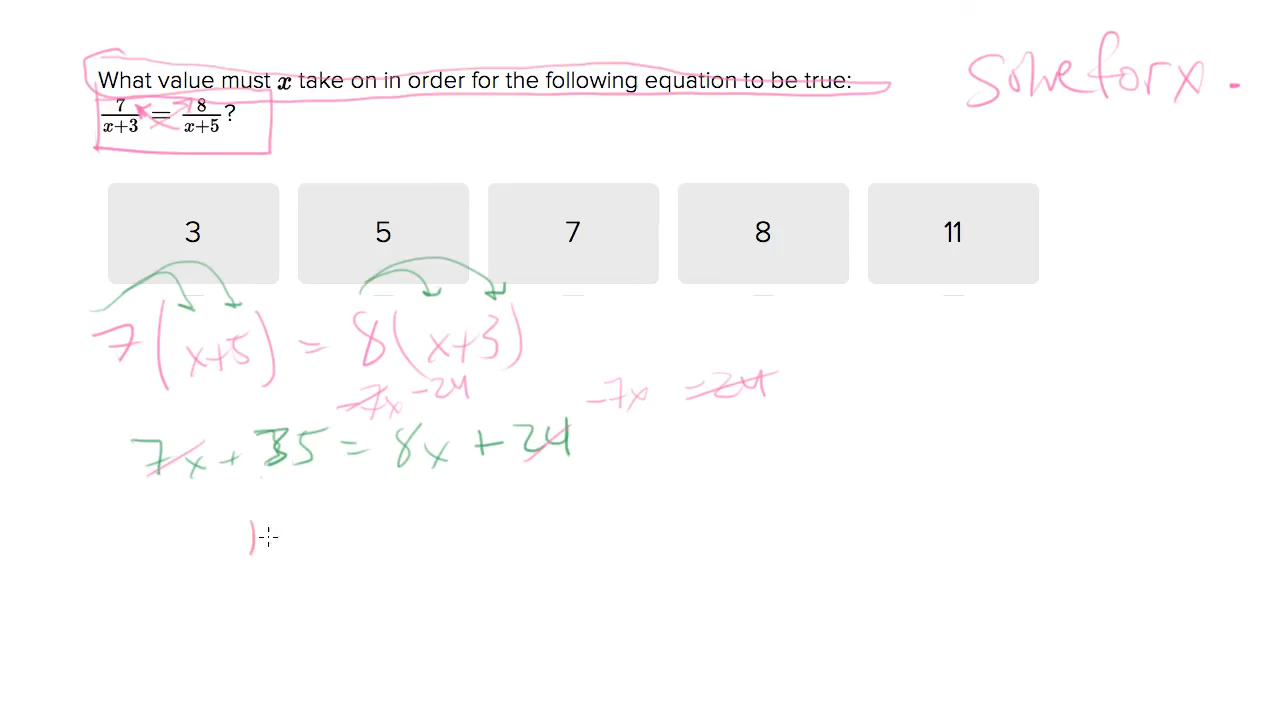 What value must x take on in order for the following equation to be true:
7/(x+3) = 8/(x+5)?
solve for x.
3 5 7 8 11
7(x+5) = 8(x+3)
-7x -24 -7x =24
7x + 35 = 8x + 24
1